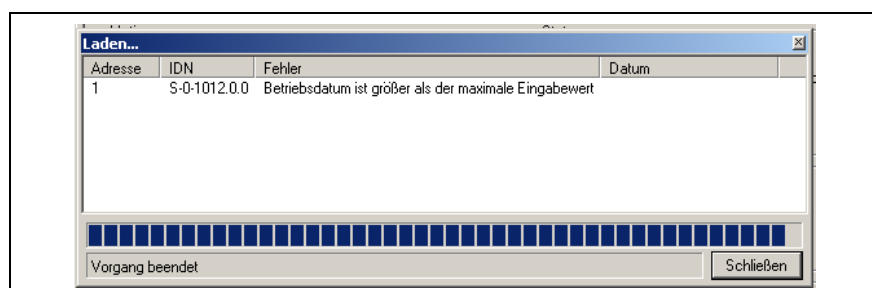 Laden...
Adresse IDN Fehler Datum
1 S-0-1012.0.0 Betriebsdatum ist größer als der maximale Eingabewert
Vorgang beendet Schließen